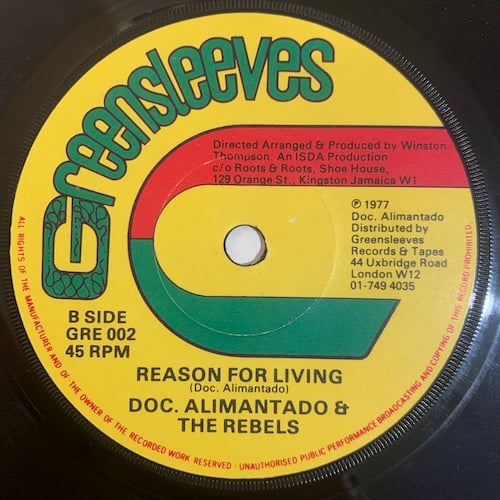 Greensleeves
Directed Arranged & Produced by Winston
Thompson. An ISDA Production
c/o Roots & Roots, Shoe House,
129 Orange St., Kingston Jamaica W1
℗ 1977
Doc. Alimantado
Distributed by
Greensleeves
Records & Tapes
44 Uxbridge Road
London W12
01-749 4035
B SIDE
GRE 002
45 RPM
REASON FOR LIVING
(Doc. Alimantado)
DOC. ALIMANTADO &
THE REBELS
ALL RIGHTS OF THE MANUFACTURER AND OF THE OWNER OF THE RECORDED WORK RESERVED · UNAUTHORISED PUBLIC PERFORMANCE BROADCASTING AND COPYING OF THIS RECORD PROHIBITED.